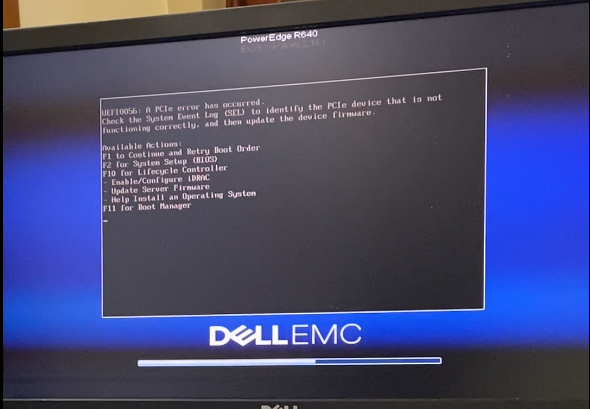 PowerEdge R640
UEFI0056: A PCIe error has occurred.
Check the System Event Log (SEL) to identify the PCIe device that is not
functioning correctly, and then update the device firmware.
Available Actions:
F1 to Continue and Retry Boot Order
F2 for System Setup (BIOS)
F10 for Lifecycle Controller
- Enable/Configure iDRAC
- Update Server Firmware
- Help Install an Operating System
F11 for Boot Manager
DELLEMC
DELL